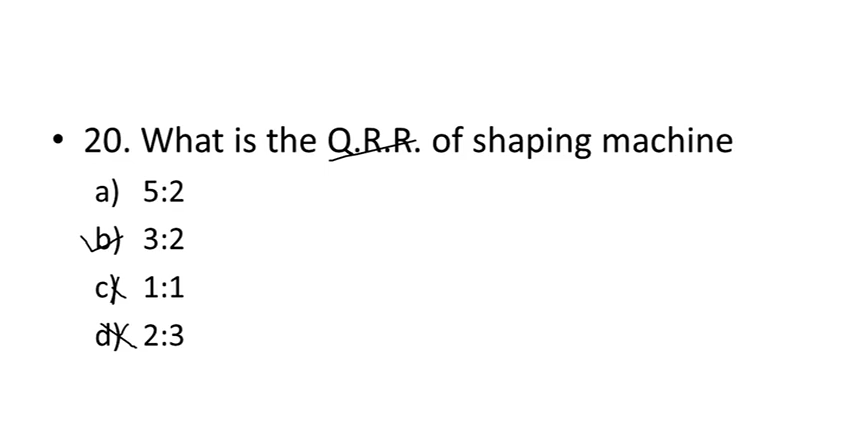 • 20. What is the Q.R.R. of shaping machine
a) 5:2
b) 3:2
c) 1:1
d) 2:3